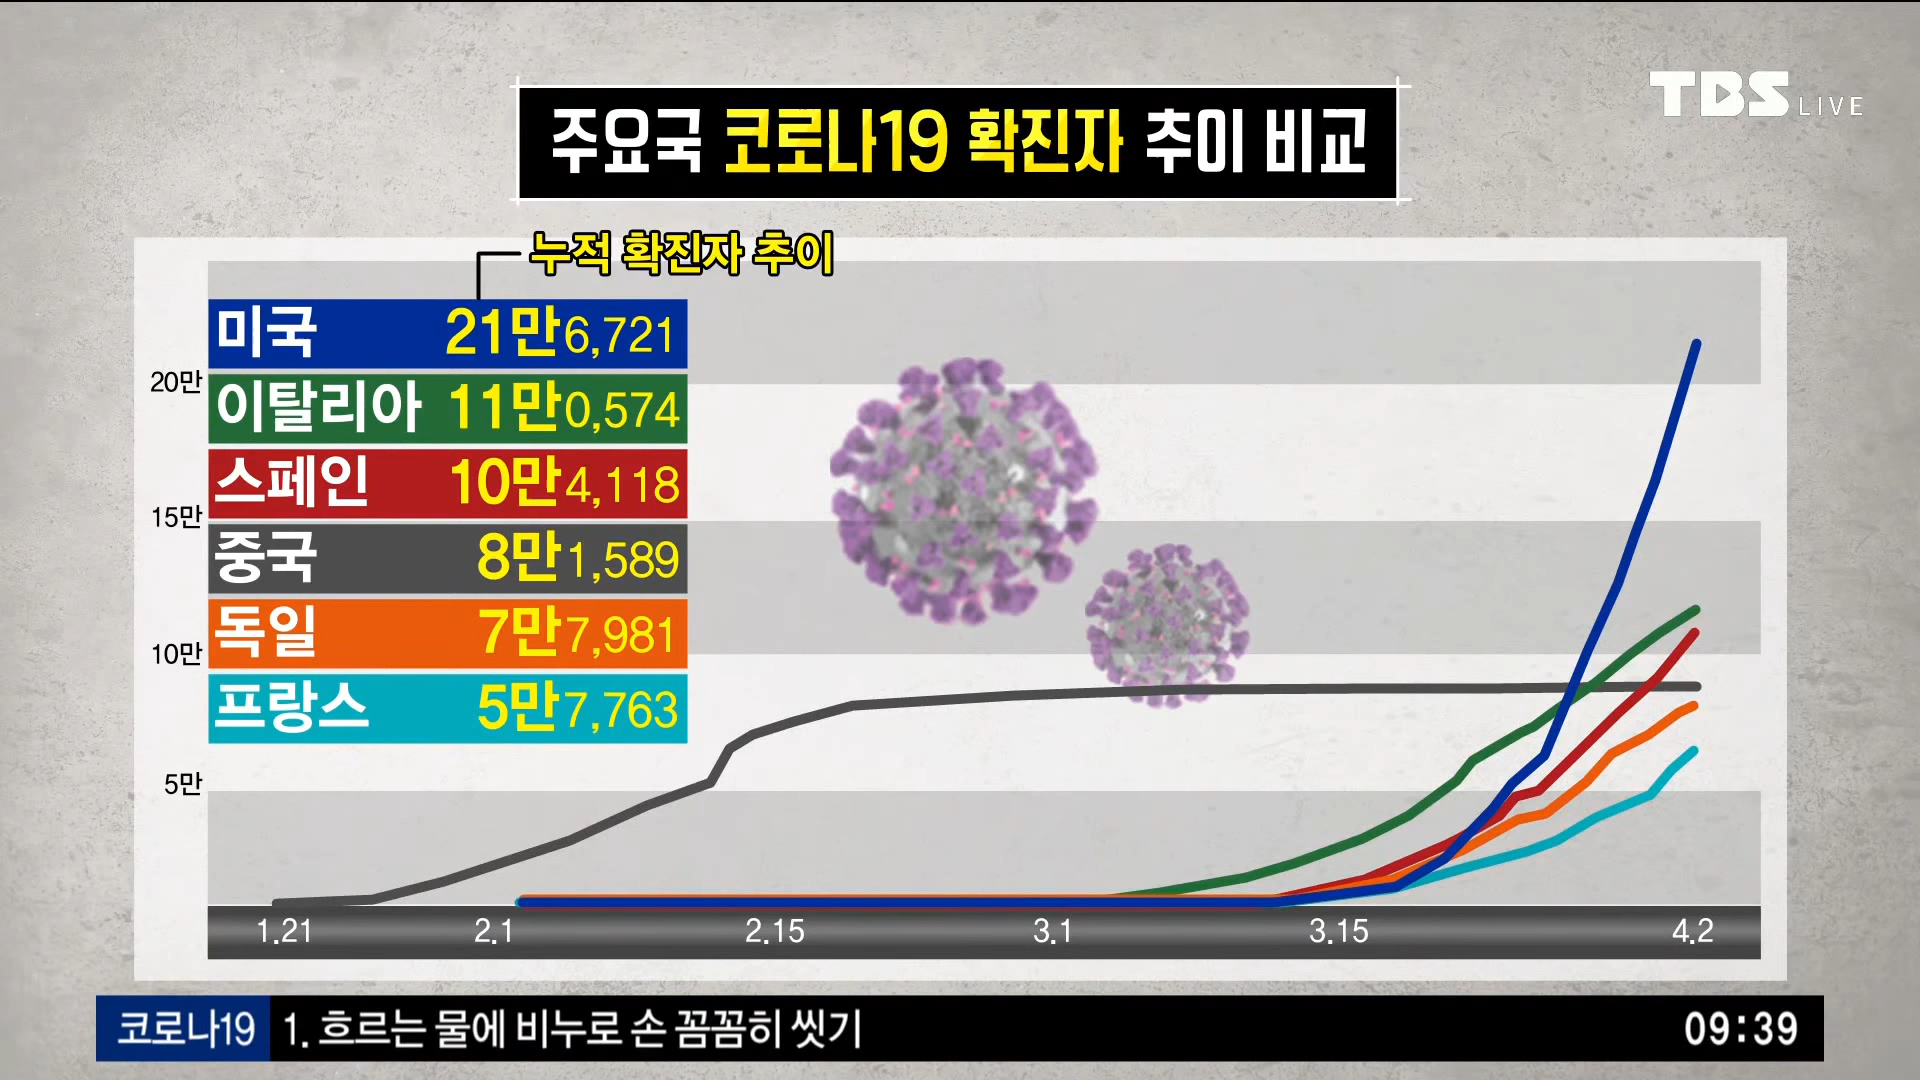 TBS LIVE
주요국 코로나19 확진자 추이 비교
누적 확진자 추이
미국 21만 6,721
이탈리아 11만 0,574
스페인 10만 4,118
중국 8만 1,589
독일 7만 7,981
프랑스 5만 7,763
20만
15만
10만
5만
1.21 2.1 2.15 3.1 3.15 4.2
코로나19 1. 흐르는 물에 비누로 손 꼼꼼히 씻기 09:39